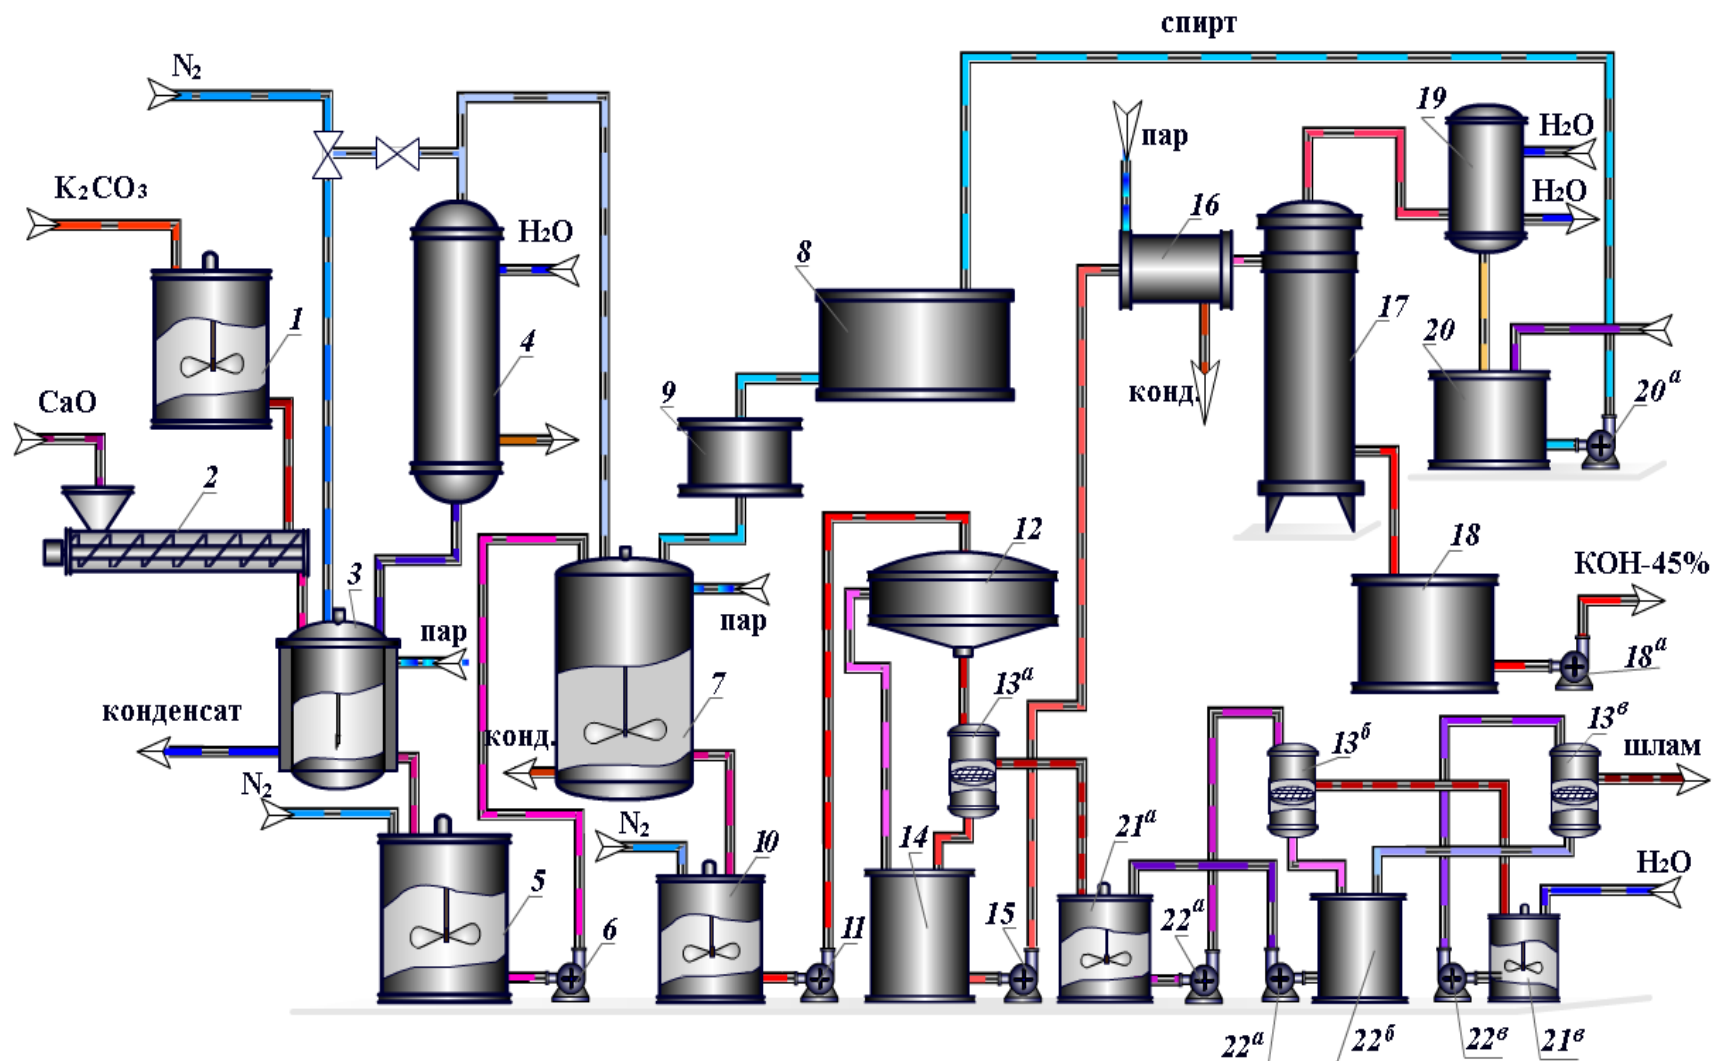 спирт
N₂
19
H₂O
пар
K₂CO₃
16
H₂O
H₂O
8
1
4
17
20
конд.
20ᵃ
CaO
9
2
12
18
КОН-45%
3
пар
пар
18ᵃ
7
13ᵃ
конденсат
конд.
13ᵇ
13ᵛ
шлам
N₂
N₂
10
14
21ᵃ
H₂O
5
6
11
15
22ᵃ
22ᵃ
22ᵇ
22ᵛ
21ᵛ